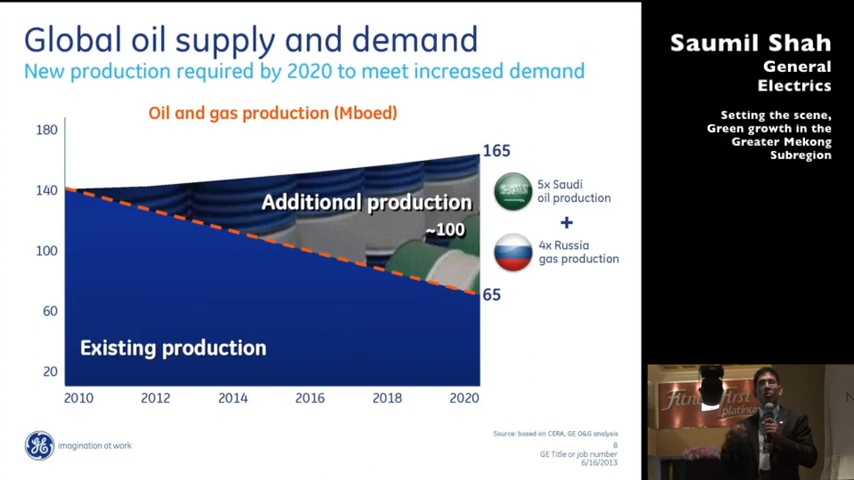 Global oil supply and demand
New production required by 2020 to meet increased demand
Oil and gas production (Mboed)
180
140
100
60
20
165
Additional production
~100
65
Existing production
2010 2012 2014 2016 2018 2020
5x Saudi
oil production
+
4x Russia
gas production
imagination at work
Source: based on CERA, GE O&G analysis
8
GE Title or job number
6/16/2013
Saumil Shah
General
Electrics
Setting the scene,
Green growth in the
Greater Mekong
Subregion
Fitness First
platinum
N